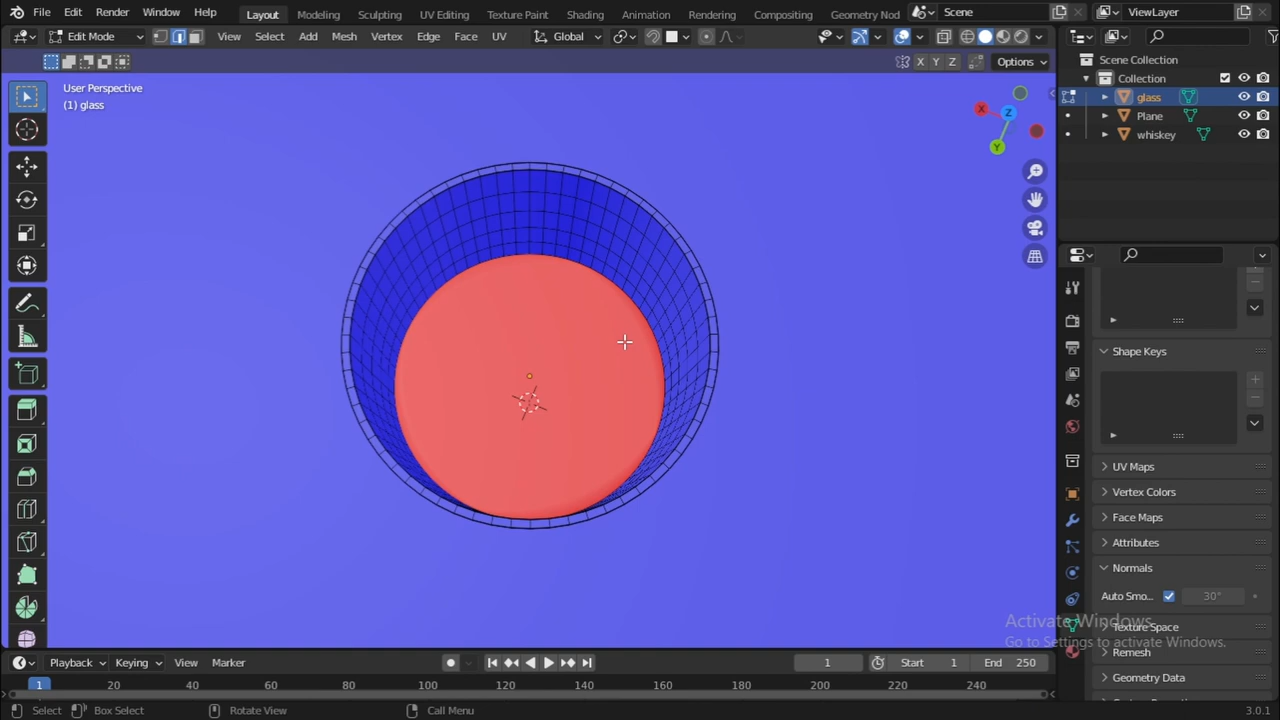 File Edit Render Window Help Layout Modeling Sculpting UV Editing Texture Paint Shading Animation Rendering Compositing Geometry Nod Scene ViewLayer
Edit Mode View Select Add Mesh Vertex Edge Face UV Global
X Y Z Options
User Perspective
(1) glass
X
Y
Z
Scene Collection
Collection
glass
Plane
whiskey
Shape Keys
UV Maps
Vertex Colors
Face Maps
Attributes
Normals
Auto Smo... 30°
Texture Space
Remesh
Geometry Data
Activate Windows
Go to Settings to activate Windows.
Playback Keying View Marker 1 Start 1 End 250
1 20 40 60 80 100 120 140 160 180 200 220 240
Select Box Select Rotate View Call Menu 3.0.1